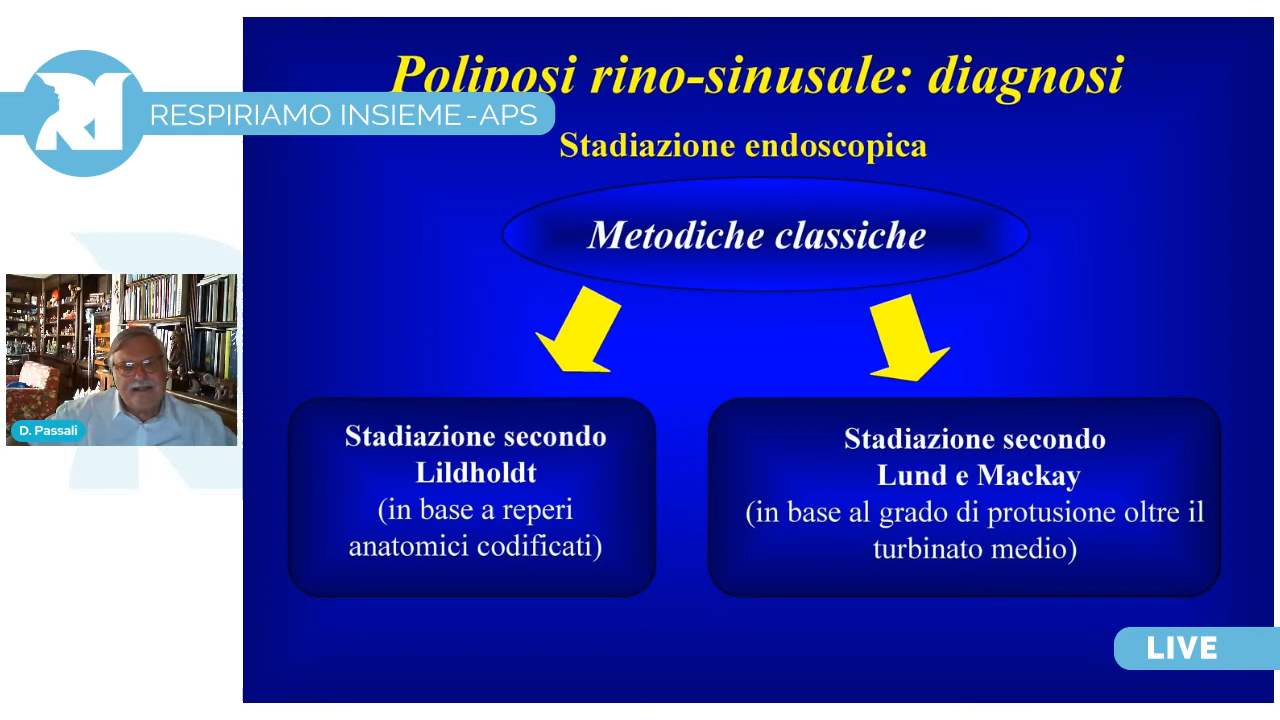 Poliposi rino-sinusale: diagnosi
RESPIRIAMO INSIEME-APS
Stadiazione endoscopica
Metodiche classiche
Stadiazione secondo
Lildholdt
(in base a reperi
anatomici codificati)
Stadiazione secondo
Lund e Mackay
(in base al grado di protusione oltre il
turbinato medio)
D. Passali
LIVE